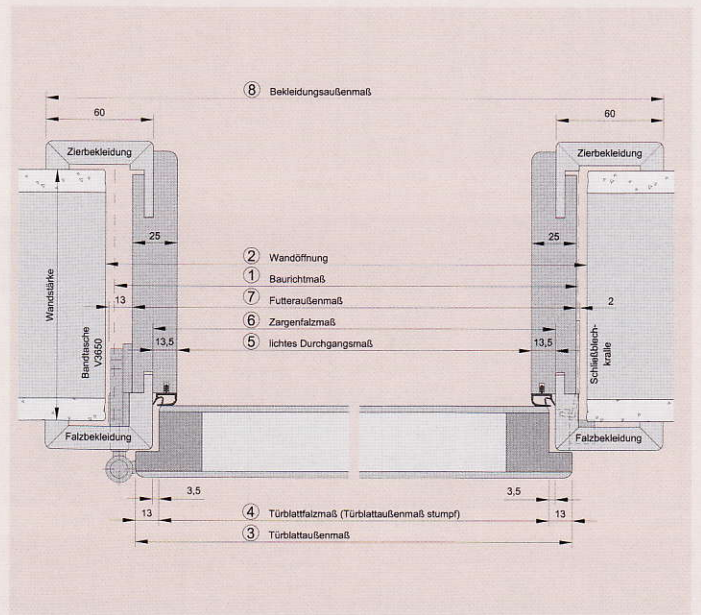 ⑧ Bekleidungsaußenmaß
60
60
Zierbekleidung
Zierbekleidung
25
25
② Wandöffnung
① Baurichtmaß
13
⑦ Futteraußenmaß
2
⑥ Zargenfalzmaß
13,5
⑤ lichtes Durchgangsmaß
13,5
Wandstärke
Bandtasche
V3650
Schließblech-
kralle
Falzbekleidung
Falzbekleidung
3,5
3,5
13
④ Türblattfalzmaß (Türblattaußenmaß stumpf)
13
③ Türblattaußenmaß